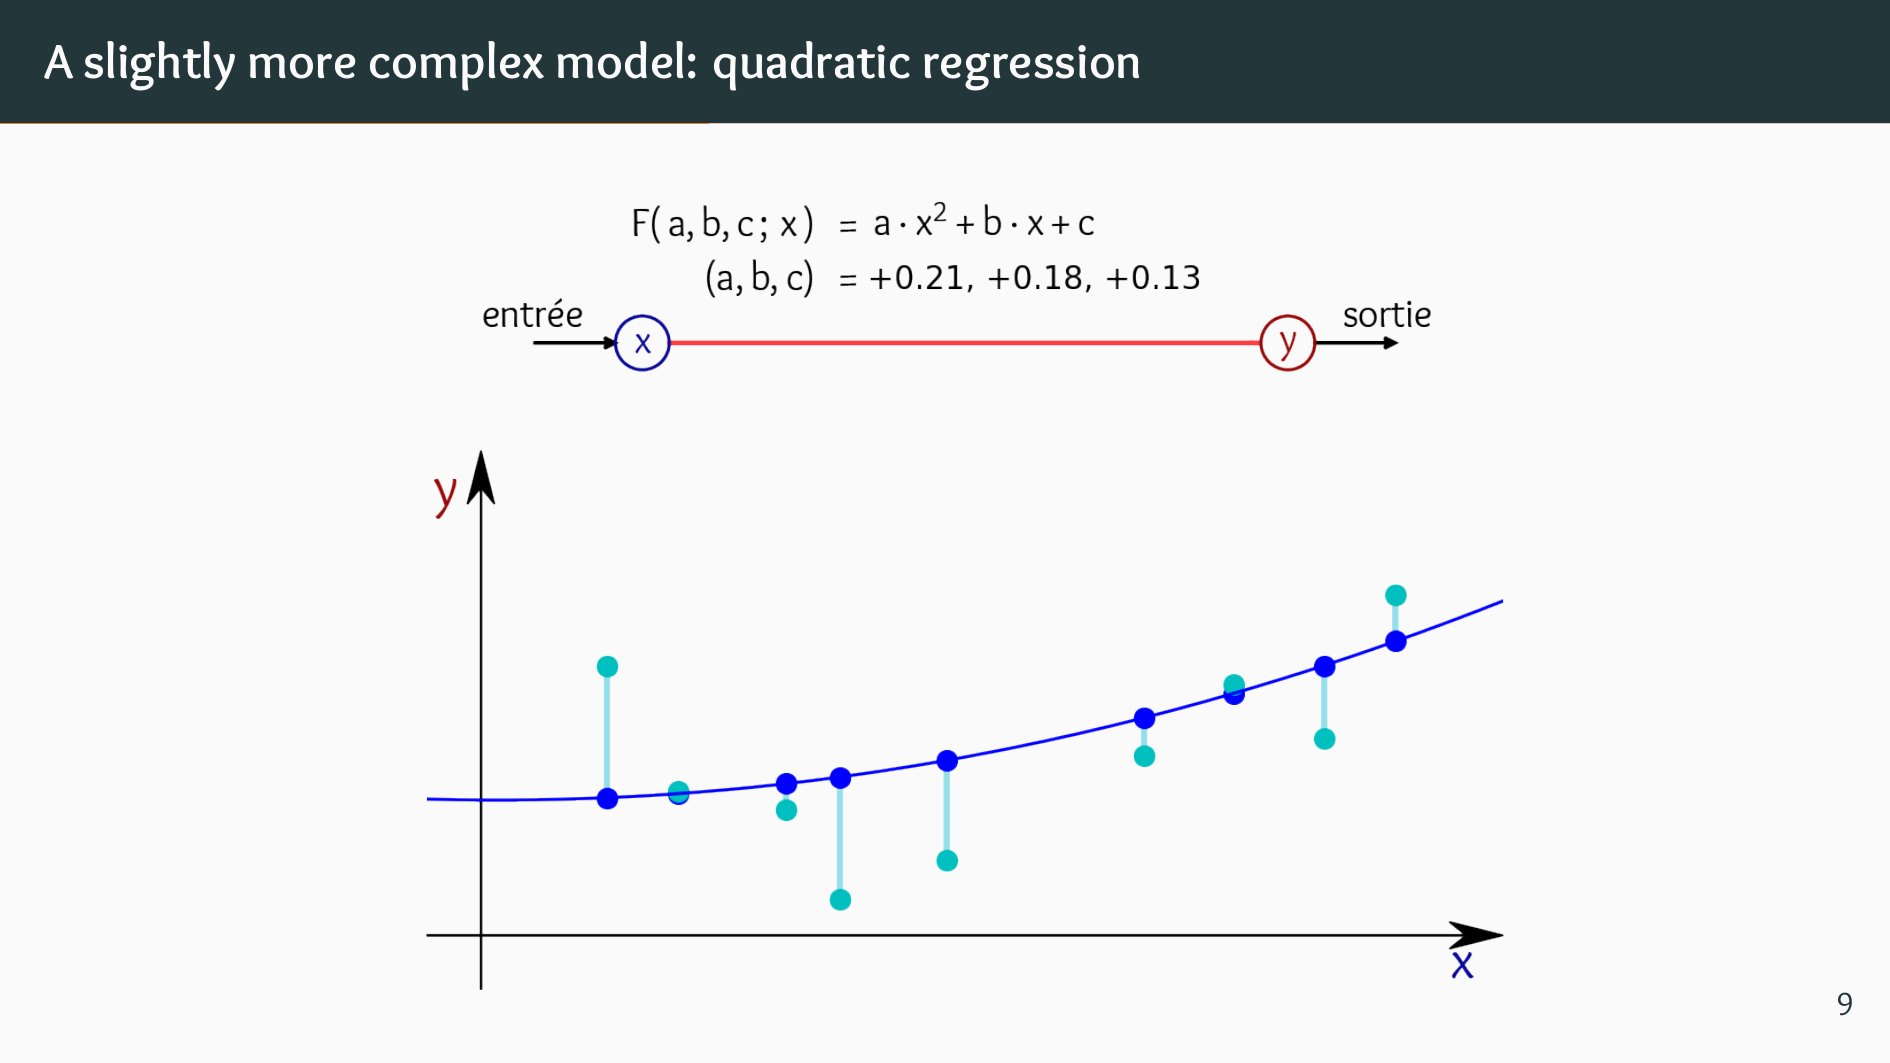 A slightly more complex model: quadratic regression
F(a, b, c; x) = a · x² + b · x + c
(a, b, c) = +0.21, +0.18, +0.13
entrée
sortie
x
y
y
x
9